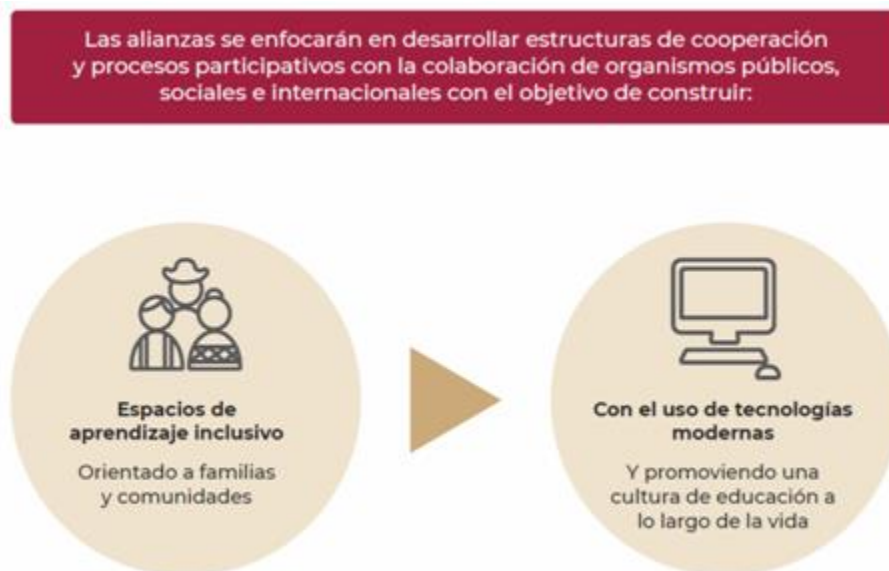 Las alianzas se enfocarán en desarrollar estructuras de cooperación
y procesos participativos con la colaboración de organismos públicos,
sociales e internacionales con el objetivo de construir:
Espacios de
aprendizaje inclusivo
Orientado a familias
y comunidades
Con el uso de tecnologías
modernas
Y promoviendo una
cultura de educación a
lo largo de la vida